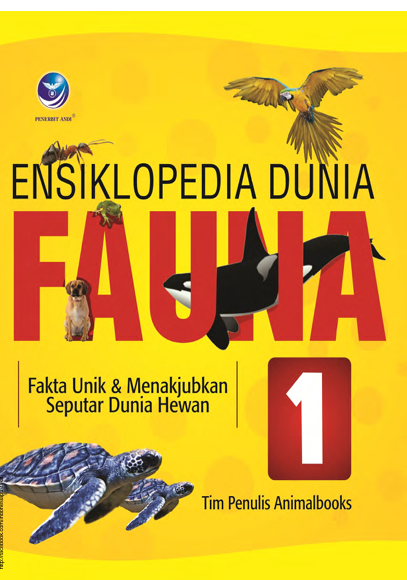 PENERBIT ANDI®
ENSIKLOPEDIA DUNIA
FAUNA
Fakta Unik & Menakjubkan
Seputar Dunia Hewan
1
Tim Penulis Animalbooks